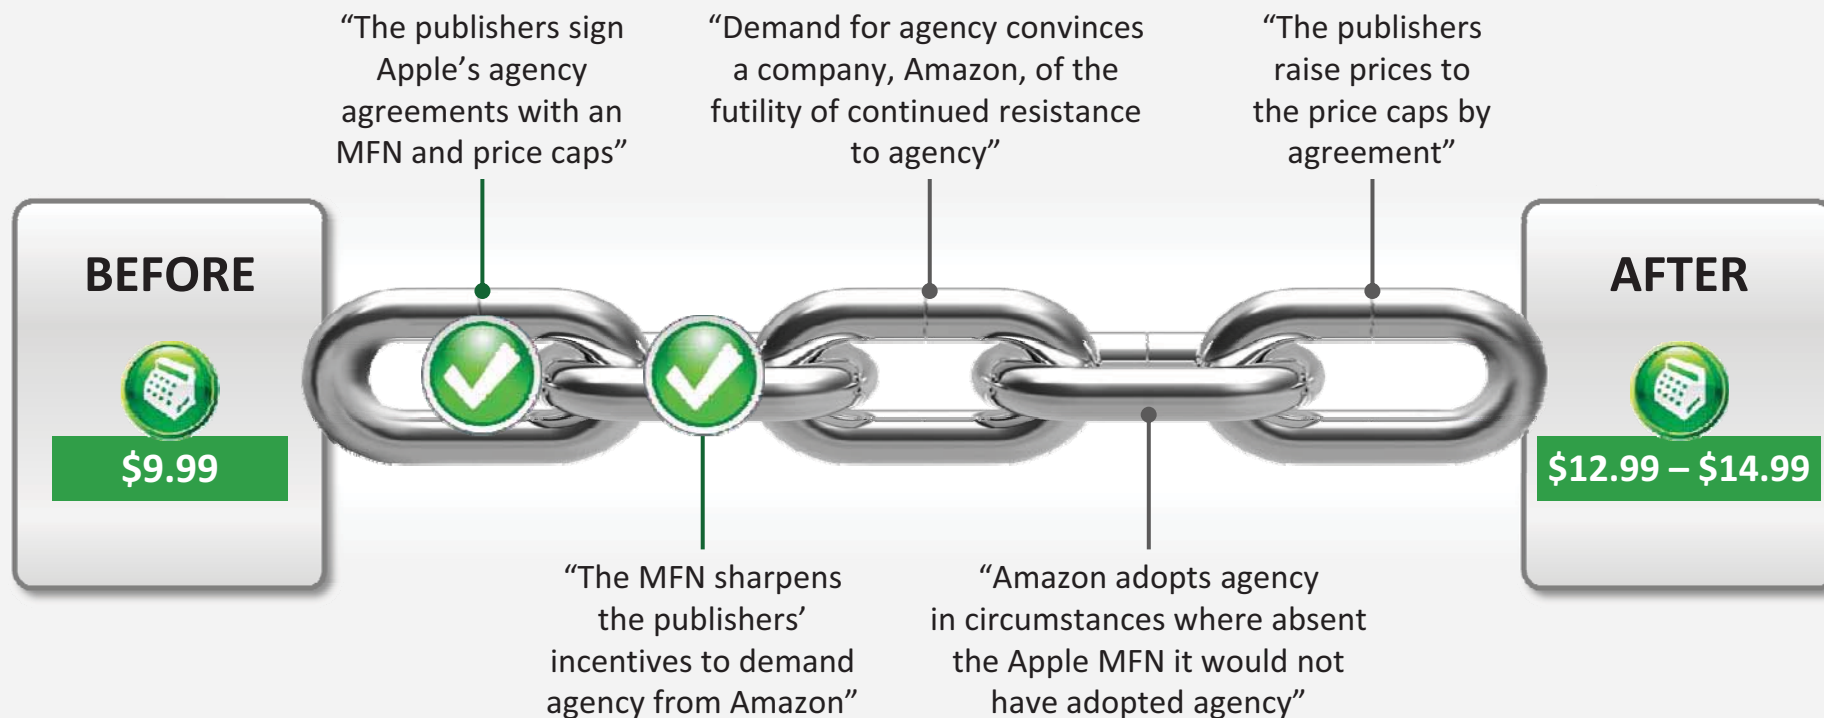 “The publishers sign
Apple’s agency
agreements with an
MFN and price caps”
“Demand for agency convinces
a company, Amazon, of the
futility of continued resistance
to agency”
“The publishers
raise prices to
the price caps by
agreement”
BEFORE
$9.99
AFTER
$12.99 – $14.99
“The MFN sharpens
the publishers’
incentives to demand
agency from Amazon”
“Amazon adopts agency
in circumstances where absent
the Apple MFN it would not
have adopted agency”